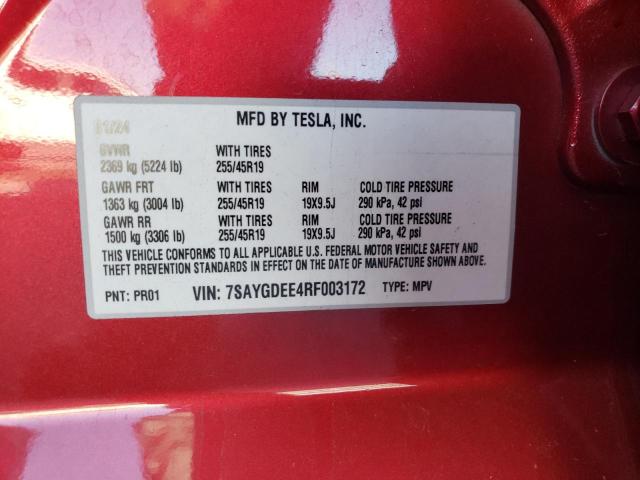 01/24 MFD BY TESLA, INC.
GVWR WITH TIRES
2369 kg (5224 lb) 255/45R19
GAWR FRT WITH TIRES RIM COLD TIRE PRESSURE
1363 kg (3004 lb) 255/45R19 19X9.5J 290 kPa, 42 psi
GAWR RR WITH TIRES RIM COLD TIRE PRESSURE
1500 kg (3306 lb) 255/45R19 19X9.5J 290 kPa, 42 psi
THIS VEHICLE CONFORMS TO ALL APPLICABLE U.S. FEDERAL MOTOR VEHICLE SAFETY AND
THEFT PREVENTION STANDARDS IN EFFECT ON THE DATE OF MANUFACTURE SHOWN ABOVE.
PNT: PR01 VIN: 7SAYGDEE4RF003172 TYPE: MPV